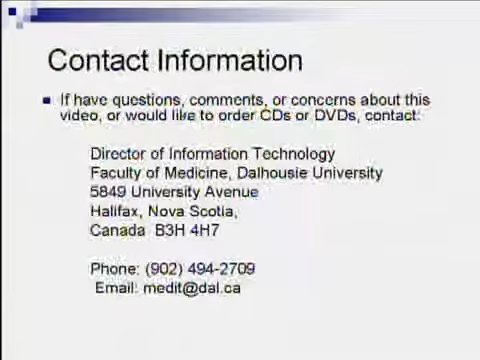 Contact Information
If have questions, comments, or concerns about this
video, or would like to order CDs or DVDs, contact:
Director of Information Technology
Faculty of Medicine, Dalhousie University
5849 University Avenue
Halifax, Nova Scotia,
Canada B3H 4H7
Phone: (902) 494-2709
Email: medit@dal.ca